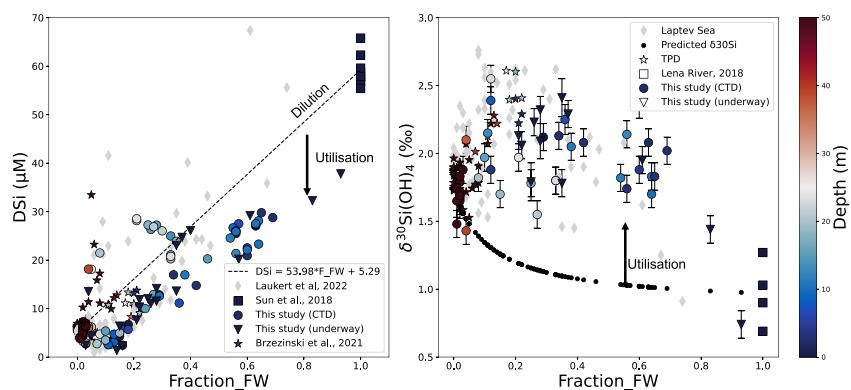 70
60
50
40
30
20
10
0
DSi (μM)
0.0 0.2 0.4 0.6 0.8 1.0
Fraction_FW
Dilution
Utilisation
DSi = 53.98*F_FW + 5.29
Laukert et al, 2022
Sun et al., 2018
This study (CTD)
This study (underway)
Brzezinski et al., 2021
3.0
2.5
2.0
1.5
1.0
0.5
δ³⁰Si(OH)₄ (‰)
0.0 0.2 0.4 0.6 0.8 1.0
Fraction_FW
Laptev Sea
Predicted δ30Si
TPD
Lena River, 2018
This study (CTD)
This study (underway)
Utilisation
50
40
30
20
10
0
Depth (m)